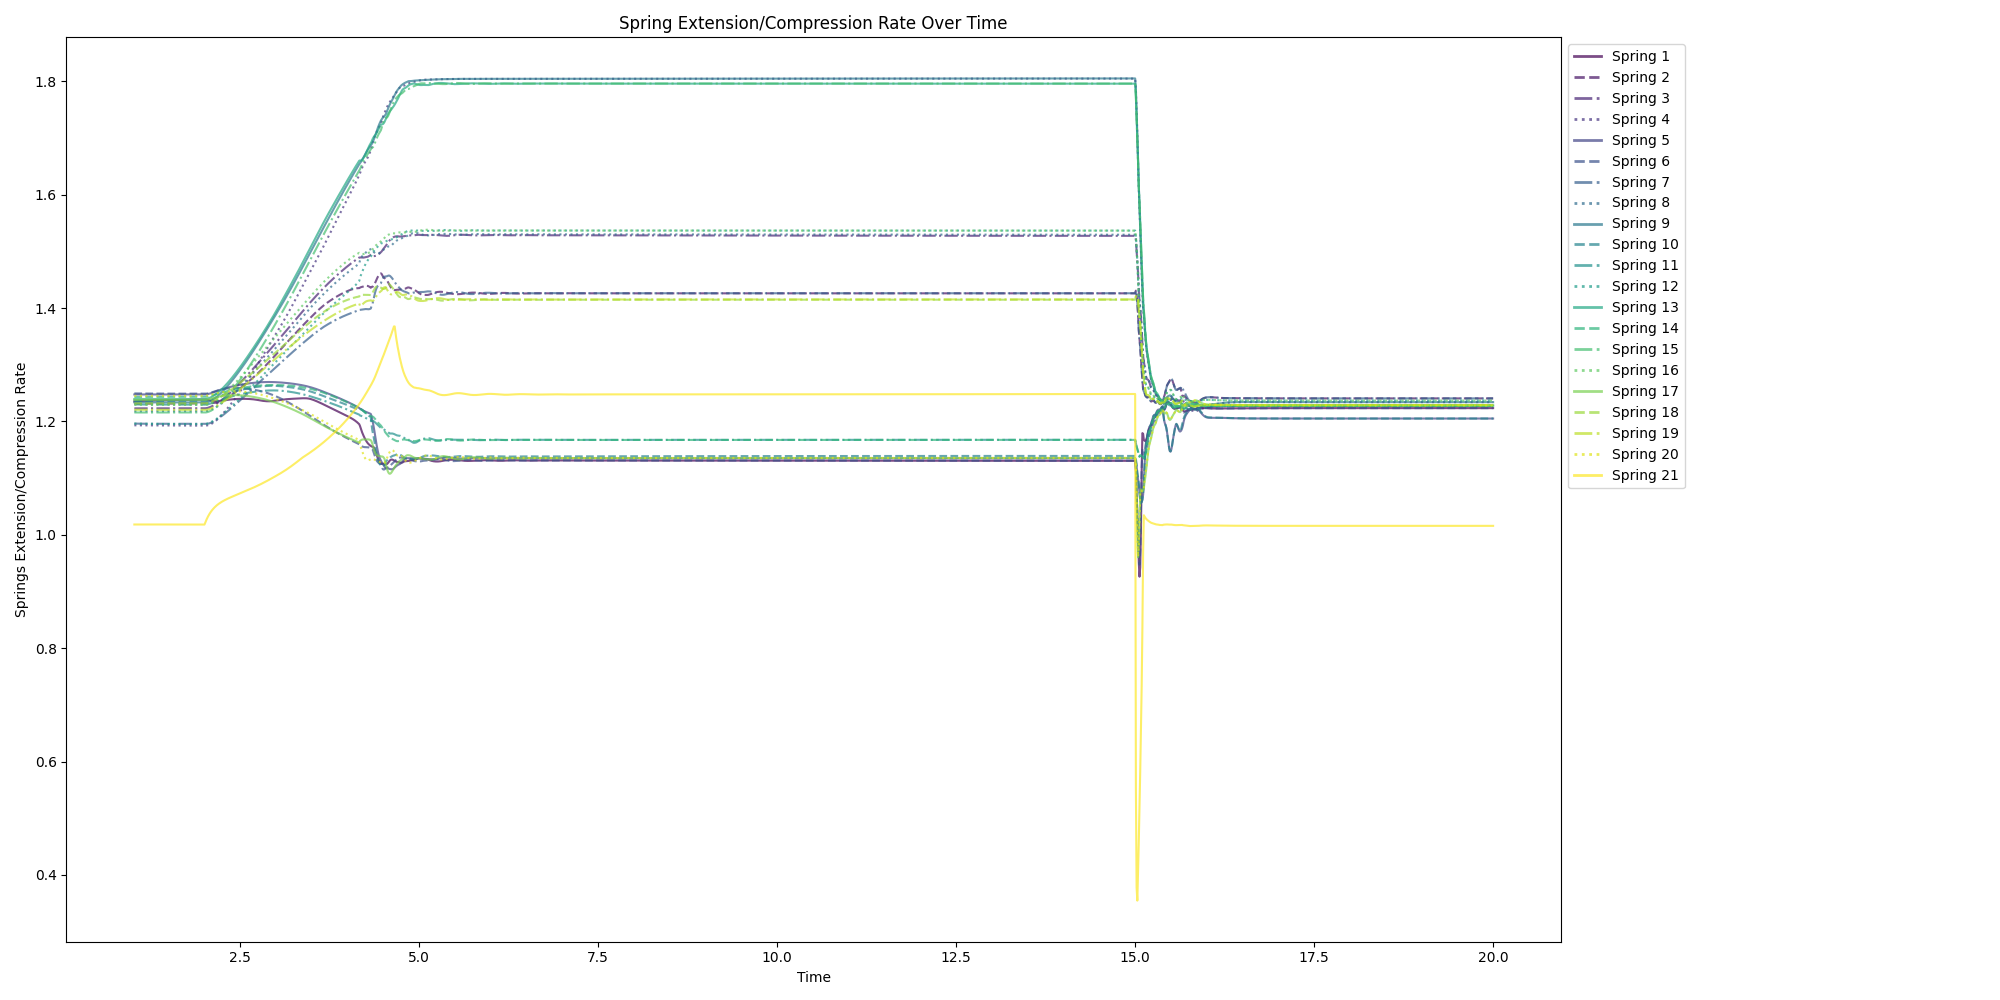 Spring Extension/Compression Rate Over Time
Springs Extension/Compression Rate
1.8
1.6
1.4
1.2
1.0
0.8
0.6
0.4
2.5
5.0
7.5
10.0
12.5
15.0
17.5
20.0
Time
Spring 1
Spring 2
Spring 3
Spring 4
Spring 5
Spring 6
Spring 7
Spring 8
Spring 9
Spring 10
Spring 11
Spring 12
Spring 13
Spring 14
Spring 15
Spring 16
Spring 17
Spring 18
Spring 19
Spring 20
Spring 21